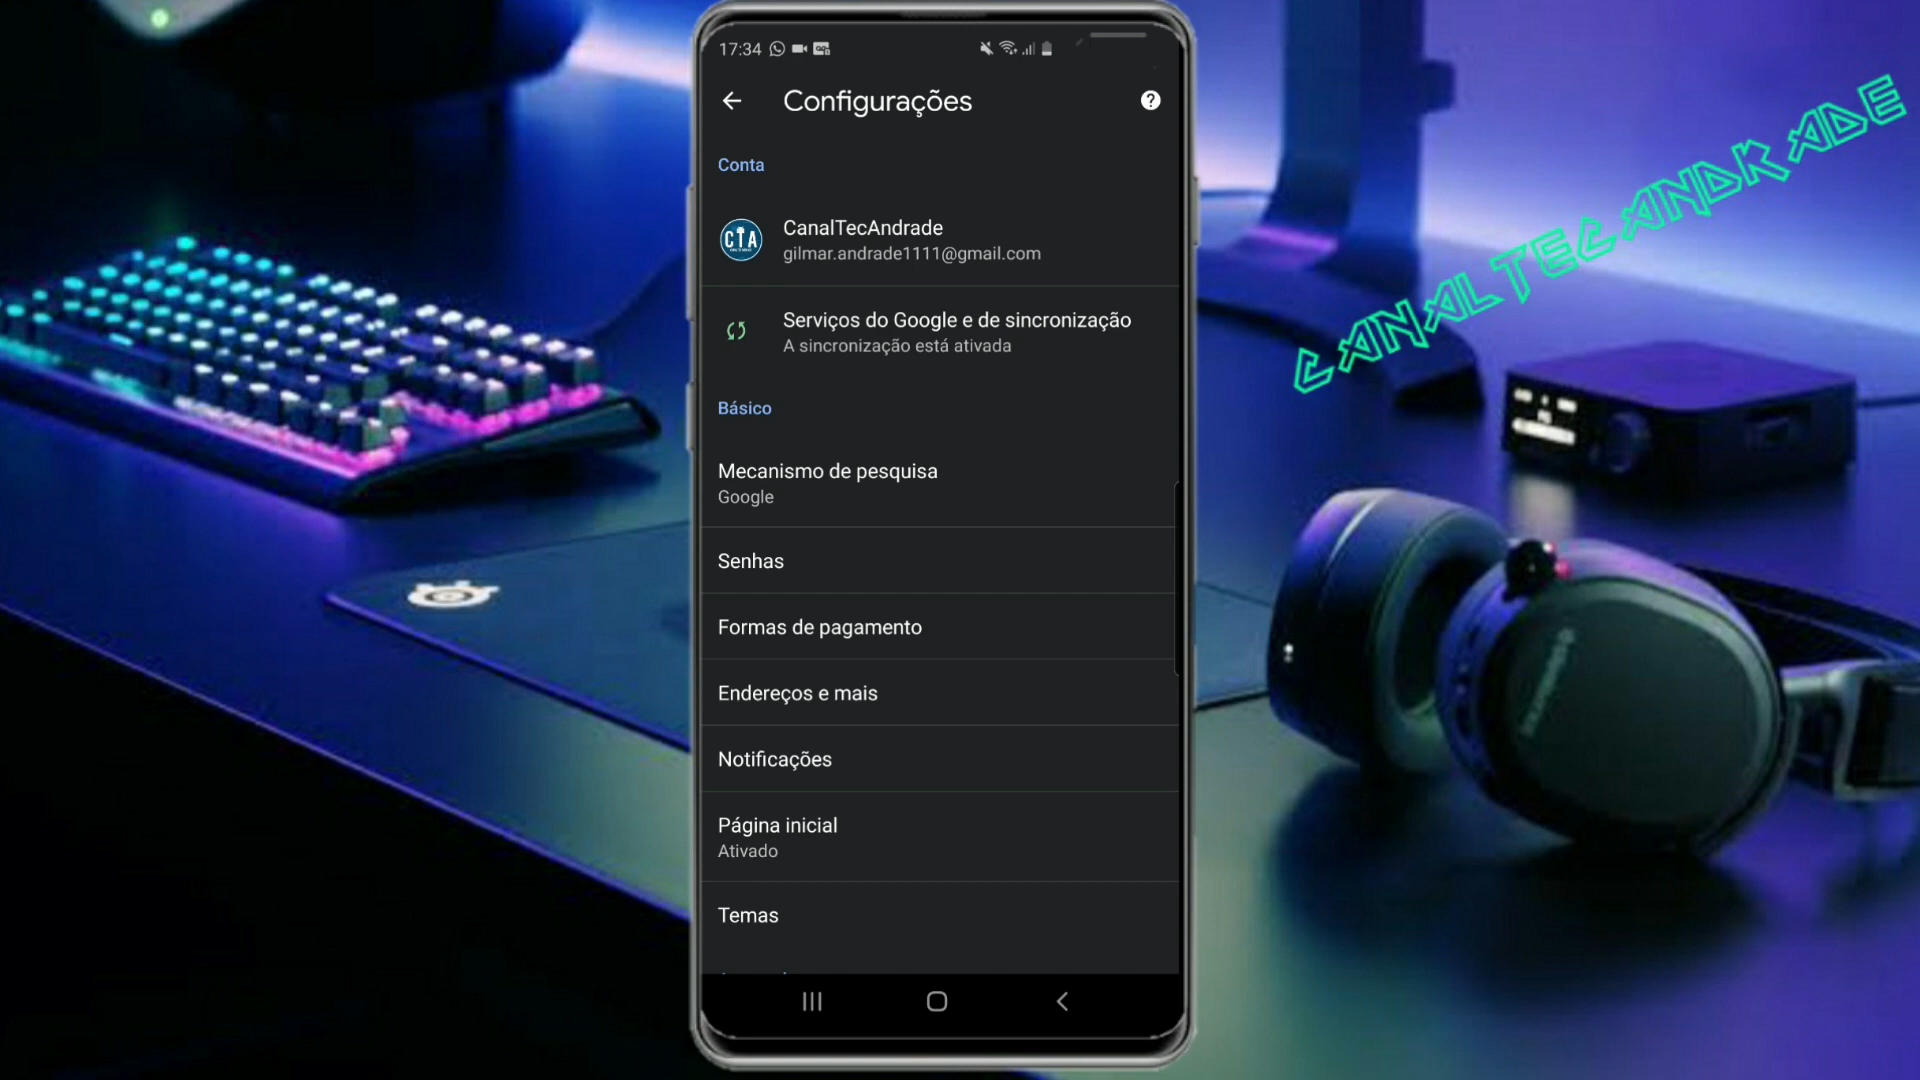 17:34
Configurações
Conta
CTA
CanalTecAndrade
gilmar.andrade1111@gmail.com
Serviços do Google e de sincronização
A sincronização está ativada
Básico
Mecanismo de pesquisa
Google
Senhas
Formas de pagamento
Endereços e mais
Notificações
Página inicial
Ativado
Temas
CANALTECANDRADE